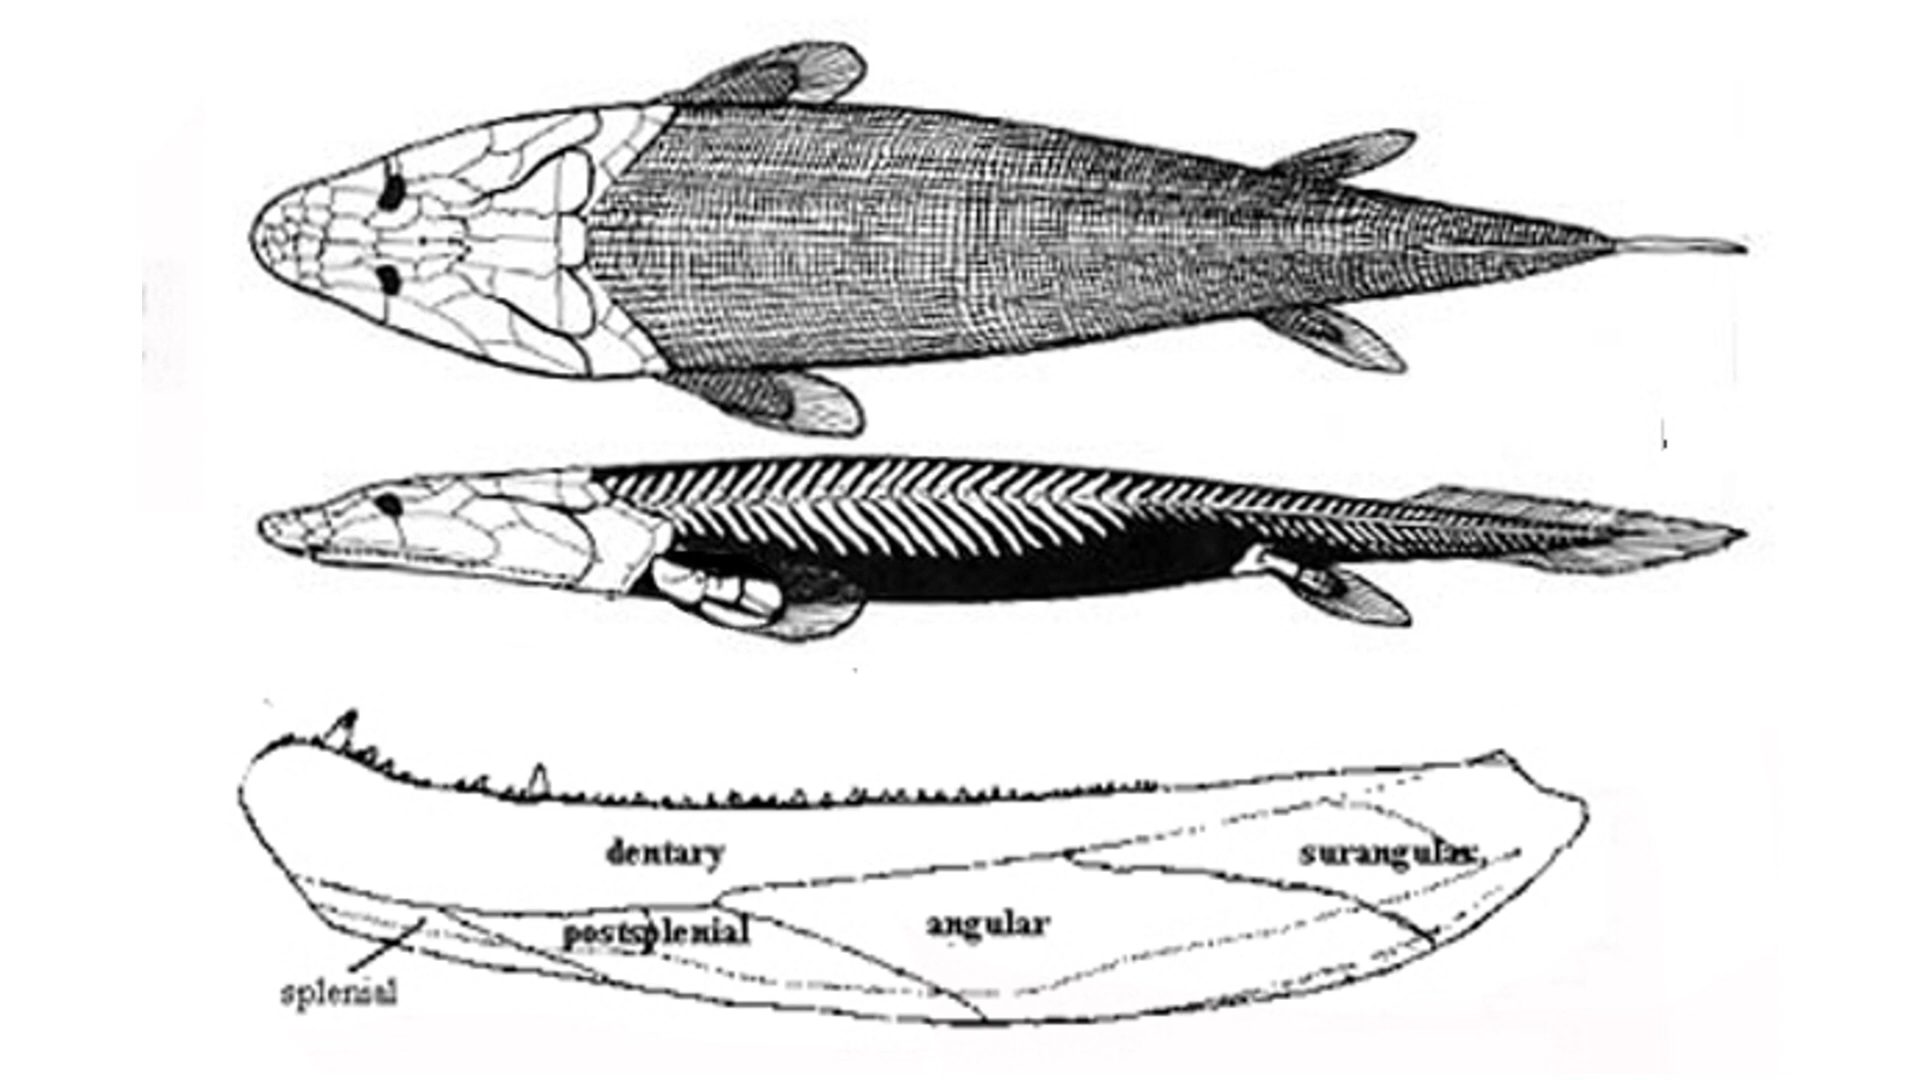 dentary
surangular,
postsplenial
angular
splenial